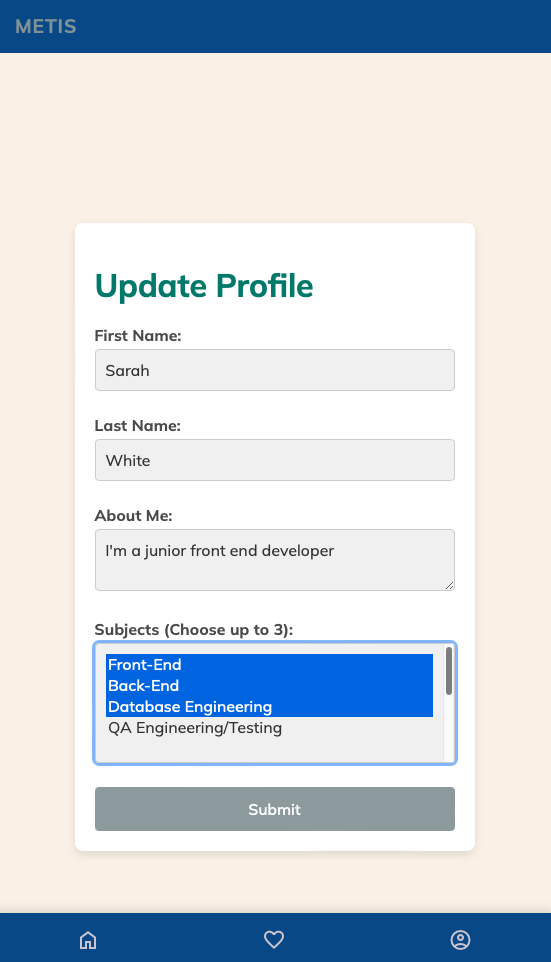 METIS
Update Profile
First Name:
Sarah
Last Name:
White
About Me:
I'm a junior front end developer
Subjects (Choose up to 3):
Front-End
Back-End
Database Engineering
QA Engineering/Testing
Submit